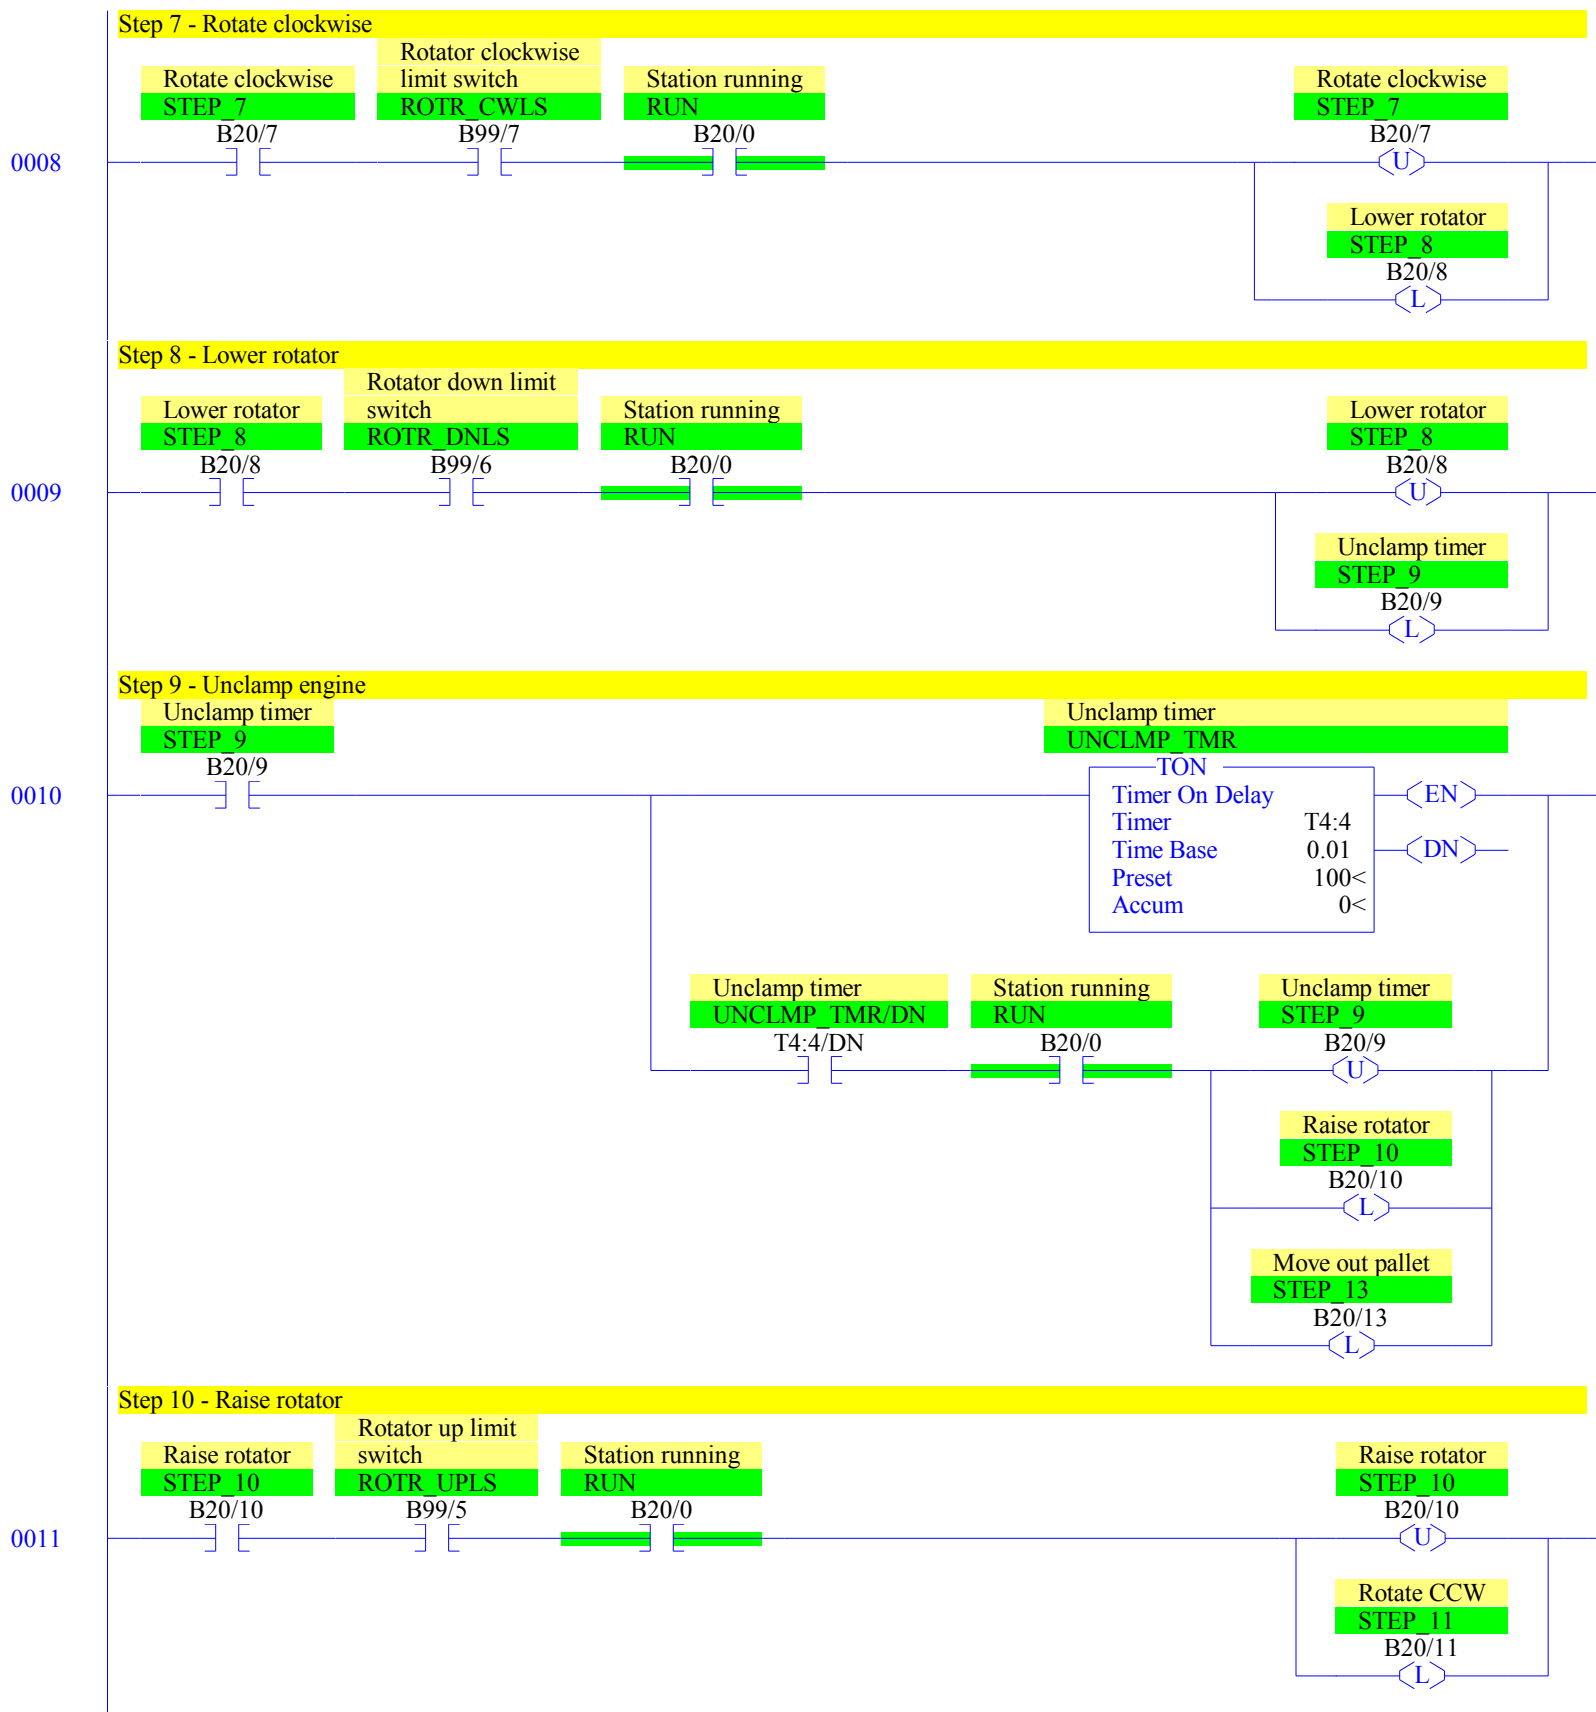 Step 7 - Rotate clockwise
Rotate clockwise
STEP_7
B20/7
Rotator clockwise
limit switch
ROTR_CWLS
B99/7
Station running
RUN
B20/0
Rotate clockwise
STEP_7
B20/7
0008
U
Lower rotator
STEP_8
B20/8
L
Step 8 - Lower rotator
Lower rotator
STEP_8
B20/8
Rotator down limit
switch
ROTR_DNLS
B99/6
Station running
RUN
B20/0
Lower rotator
STEP_8
B20/8
0009
U
Unclamp timer
STEP_9
B20/9
L
Step 9 - Unclamp engine
Unclamp timer
STEP_9
B20/9
Unclamp timer
UNCLMP_TMR
0010
TON
Timer On Delay
Timer T4:4
Time Base 0.01
Preset 100<
Accum 0<
EN
DN
Unclamp timer
UNCLMP_TMR/DN
T4:4/DN
Station running
RUN
B20/0
Unclamp timer
STEP_9
B20/9
U
Raise rotator
STEP_10
B20/10
L
Move out pallet
STEP_13
B20/13
L
Step 10 - Raise rotator
Raise rotator
STEP_10
B20/10
Rotator up limit
switch
ROTR_UPLS
B99/5
Station running
RUN
B20/0
Raise rotator
STEP_10
B20/10
0011
U
Rotate CCW
STEP_11
B20/11
L